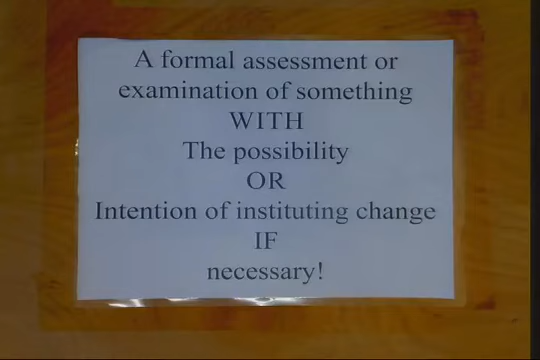 A formal assessment or
examination of something
WITH
The possibility
OR
Intention of instituting change
IF
necessary!